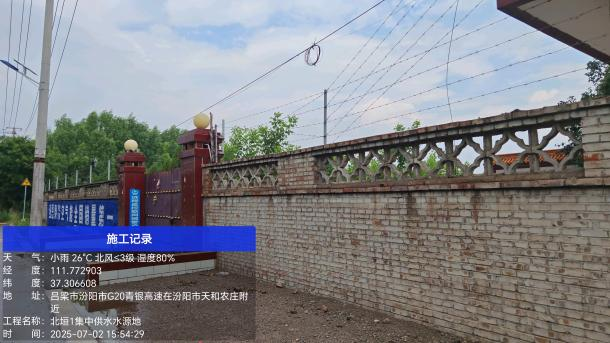 施工记录
天 气：小雨 26℃ 北风≤3级 湿度80%
经 度：111.772903
纬 度：37.306608
地 址：吕梁市汾阳市G20青银高速在汾阳市天和农庄附
近
工程名称：北垣1集中供水水源地
时 间：2025-07-02 15:54:29